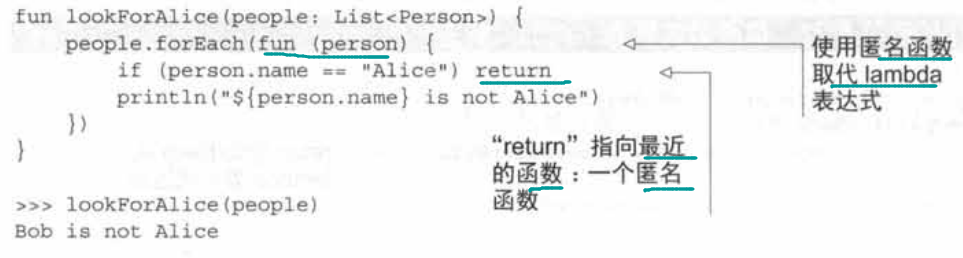 fun lookForAlice(people: List<Person>) {
    people.forEach(fun (person) {
        if (person.name == "Alice") return
        println("${person.name} is not Alice")
    })
}
使用匿名函数
取代 lambda
表达式
“return”指向最近
的函数：一个匿名
函数
>>> lookForAlice(people)
Bob is not Alice